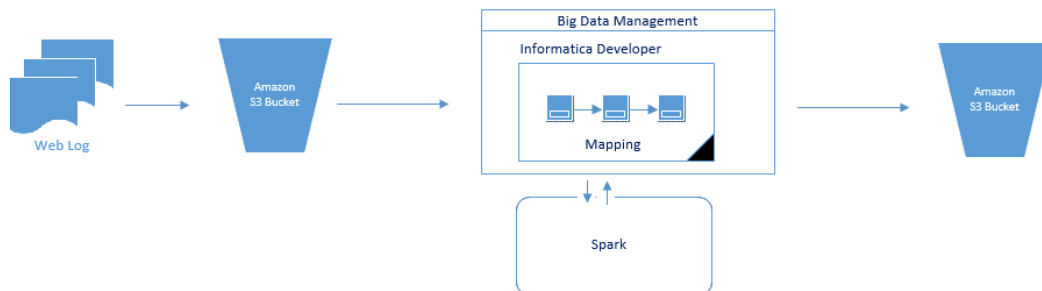 Web Log
Amazon
S3 Bucket
Big Data Management
Informatica Developer
Mapping
Spark
Amazon
S3 Bucket